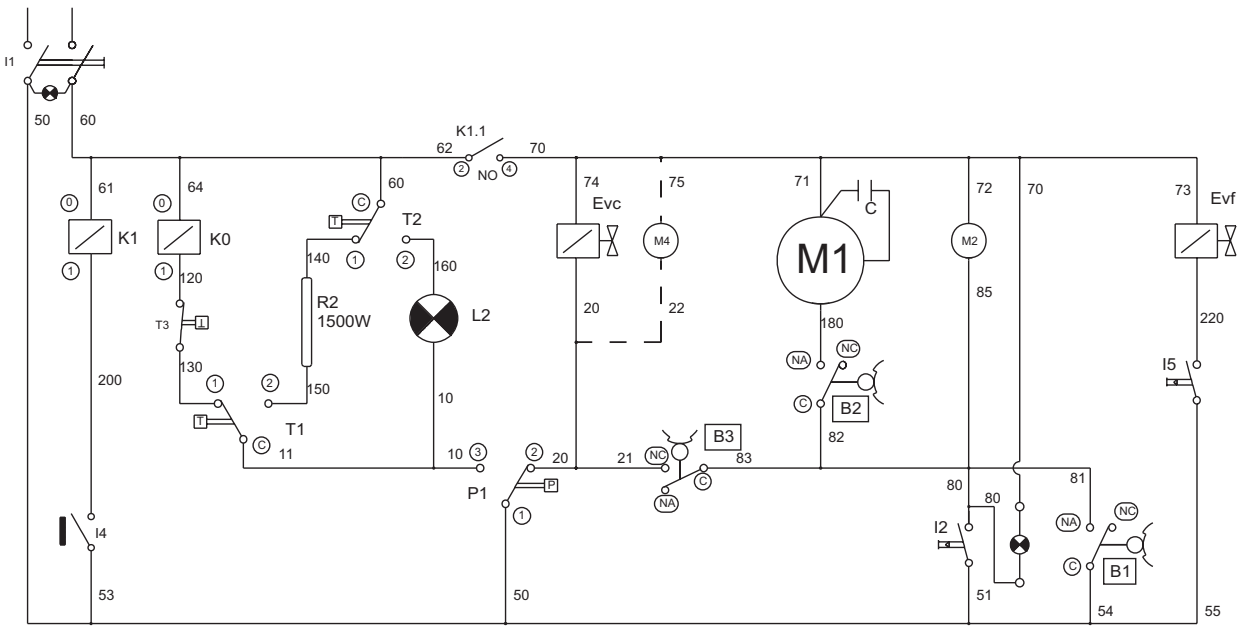 I1
50 60
K1.1
62 2 NO 4 70
61 64 60 74 75 71 C 72 70 73
0 0 C T T2 Evc Evf
K1 K0 M4 M1 M2
1 1 1 2
120 140 160 85
R2
1500W
L2
20 22 180 220
T3 T
130 150 NA NC I5
200 1 2 10 C B2
T T1 82
C
11 10 3 2 20 21 NC B3 83 81
P1 P C 80 80
1 NA NA NC
I4 I2 C B1
53 50 51 54 55